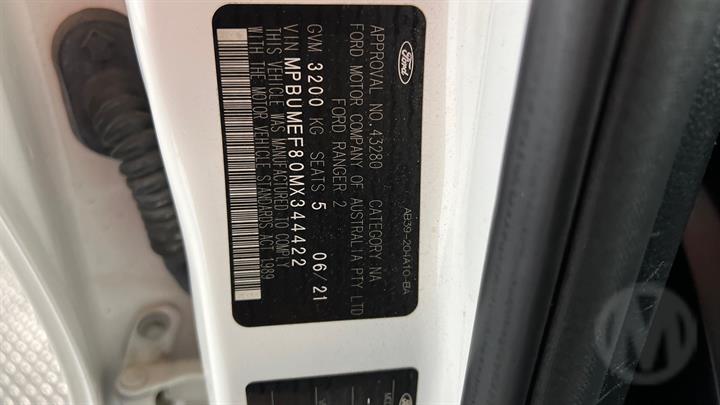 Ford
AB39-204A10-BA
APPROVAL NO. 43280 CATEGORY NA
FORD MOTOR COMPANY OF AUSTRALIA PTY LTD
FORD RANGER 2
GVM 3200 KG SEATS 5 06/21
VIN MPBUMEF80MX344422
THIS VEHICLE WAS MANUFACTURED TO COMPLY
WITH THE MOTOR VEHICLE STANDARDS ACT 1989
M